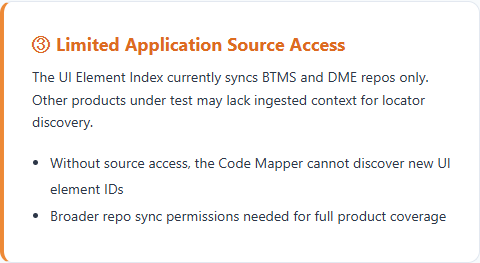 ③ Limited Application Source Access
The UI Element Index currently syncs BTMS and DME repos only.
Other products under test may lack ingested context for locator
discovery.
• Without source access, the Code Mapper cannot discover new UI
element IDs
• Broader repo sync permissions needed for full product coverage